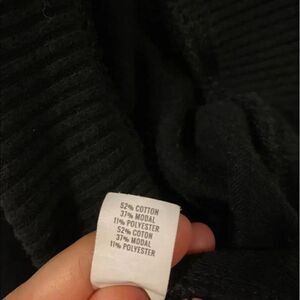 52% COTTON
37% MODAL
11% POLYESTER
52% COTON
37% MODAL
11% POLYESTER